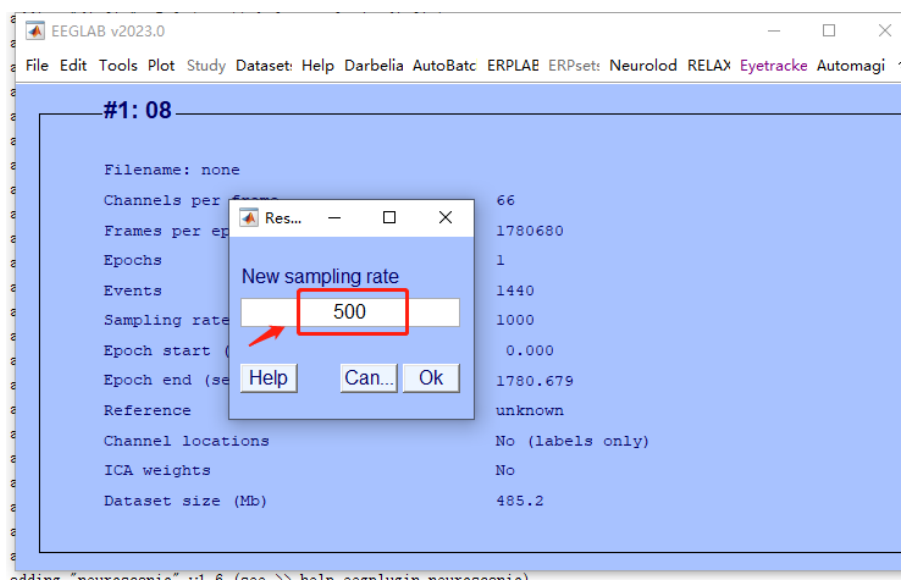 EEGLAB v2023.0
File Edit Tools Plot Study Dataset: Help Darbelia AutoBatc ERPLAB ERPsets Neurolod RELAX Eyetracke Automagi
#1: 08
Filename: none
Channels per frame 66
Res...
Frames per ep 1780680
Epochs 1
New sampling rate
Events 1440
500
Sampling rate 1000
Epoch start ( 0.000
Help Can... Ok
Epoch end (se 1780.679
Reference unknown
Channel locations No (labels only)
ICA weights No
Dataset size (Mb) 485.2